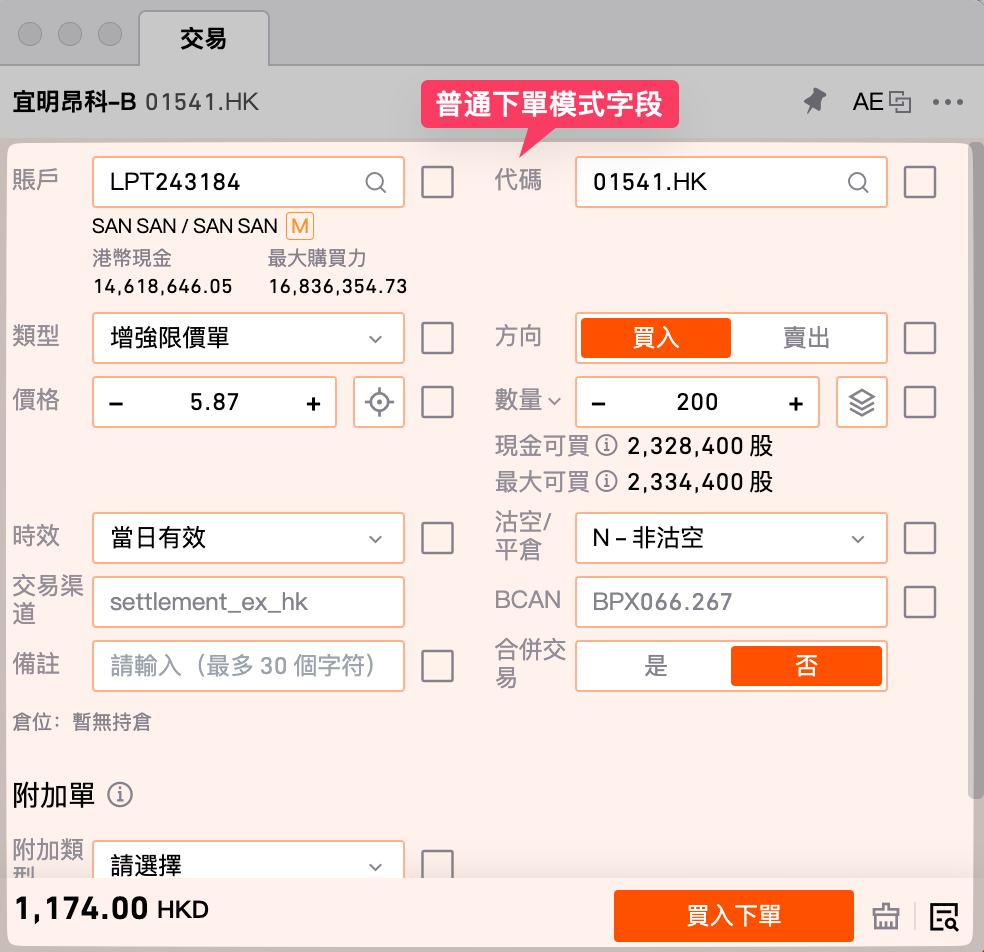 交易
宜明昂科-B 01541.HK
普通下單模式字段
AE
賬戶
LPT243184
代碼
01541.HK
SAN SAN / SAN SAN M
港幣現金
最大購買力
14,618,646.05
16,836,354.73
類型
增強限價單
方向
買入
賣出
價格
− 5.87 +
數量
− 200 +
現金可買 2,328,400 股
最大可買 2,334,400 股
時效
當日有效
沽空/
平倉
N - 非沽空
交易渠
道
settlement_ex_hk
BCAN
BPX066.267
備註
請輸入（最多 30 個字符）
合併交
易
是
否
倉位：暫無持倉
附加單
附加類
型
請選擇
1,174.00 HKD
買入下單